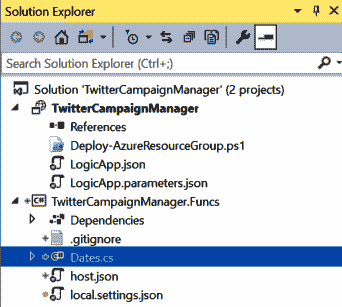 Solution Explorer
Search Solution Explorer (Ctrl+;)
Solution 'TwitterCampaignManager' (2 projects)
TwitterCampaignManager
References
Deploy-AzureResourceGroup.ps1
LogicApp.json
LogicApp.parameters.json
C# TwitterCampaignManager.Funcs
Dependencies
.gitignore
Dates.cs
host.json
local.settings.json